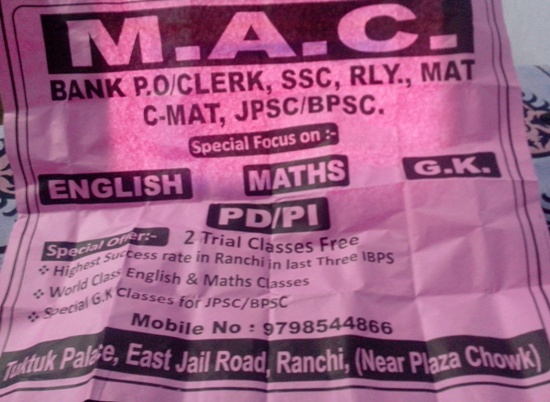 M.A.C.
BANK P.O/CLERK, SSC, RLY., MAT
C-MAT, JPSC/BPSC.
Special Focus on :-
ENGLISH MATHS G.K.
PD/PI
Special Offer:- 2 Trial Classes Free
❖ Highest Success rate in Ranchi in last Three IBPS
❖ World Class English & Maths Classes
❖ Special G.K Classes for JPSC/BPSC
Mobile No : 9798544866
Tuktuk Palace, East Jail Road, Ranchi, (Near Plaza Chowk)